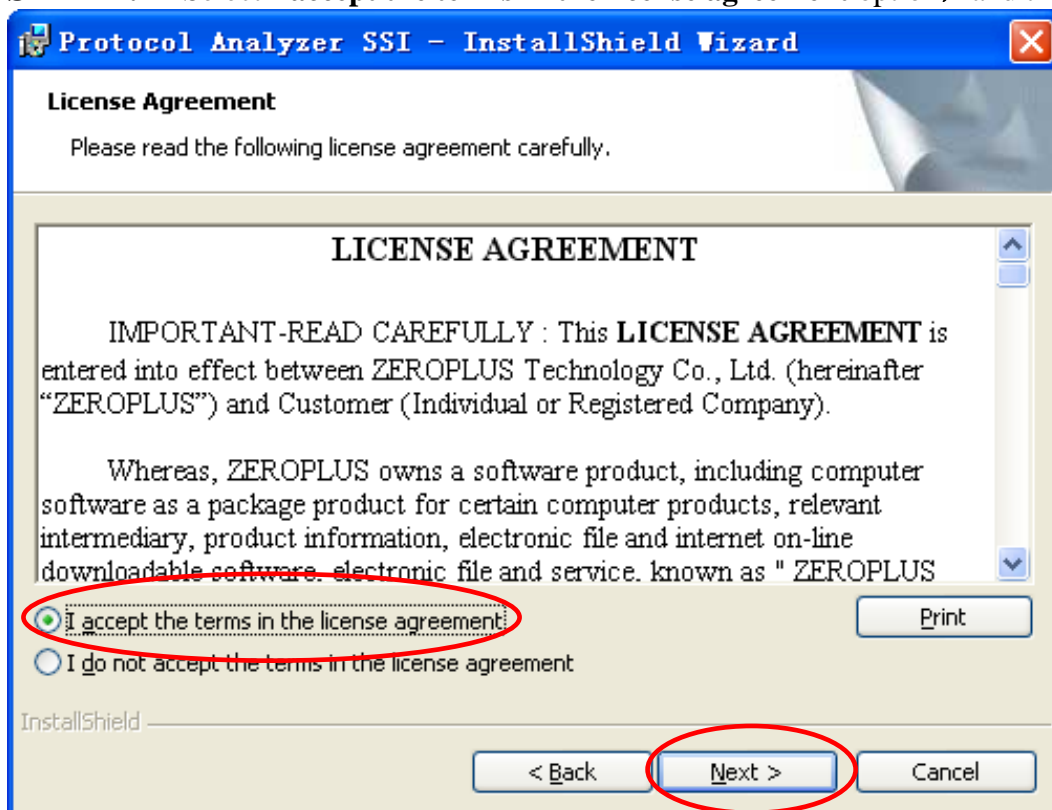 Protocol Analyzer SSI - InstallShield Wizard
License Agreement
Please read the following license agreement carefully.
LICENSE AGREEMENT
IMPORTANT-READ CAREFULLY : This LICENSE AGREEMENT is
entered into effect between ZEROPLUS Technology Co., Ltd. (hereinafter
“ZEROPLUS”) and Customer (Individual or Registered Company).
Whereas, ZEROPLUS owns a software product, including computer
software as a package product for certain computer products, relevant
intermediary, product information, electronic file and internet on-line
downloadable software, electronic file and service, known as " ZEROPLUS
I accept the terms in the license agreement
Print
I do not accept the terms in the license agreement
InstallShield
< Back
Next >
Cancel